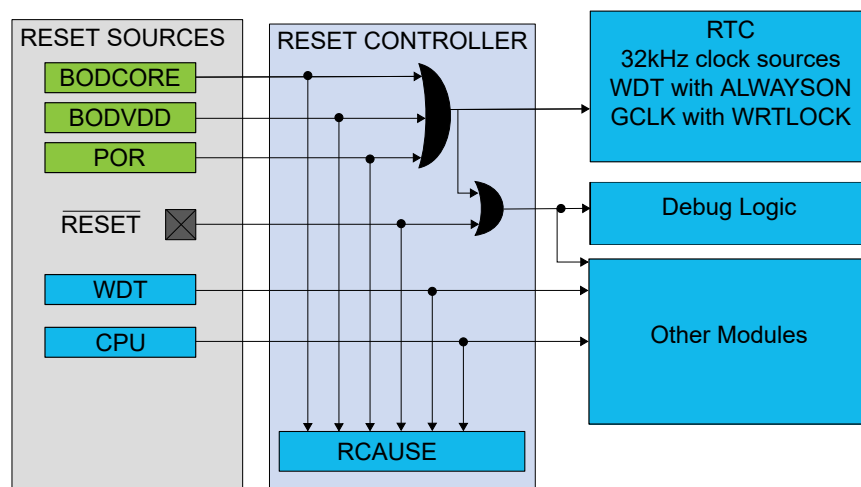 RESET SOURCES
BODCORE
BODVDD
POR
RESET
WDT
CPU
RESET CONTROLLER
RCAUSE
RTC
32kHz clock sources
WDT with ALWAYSON
GCLK with WRTLOCK
Debug Logic
Other Modules